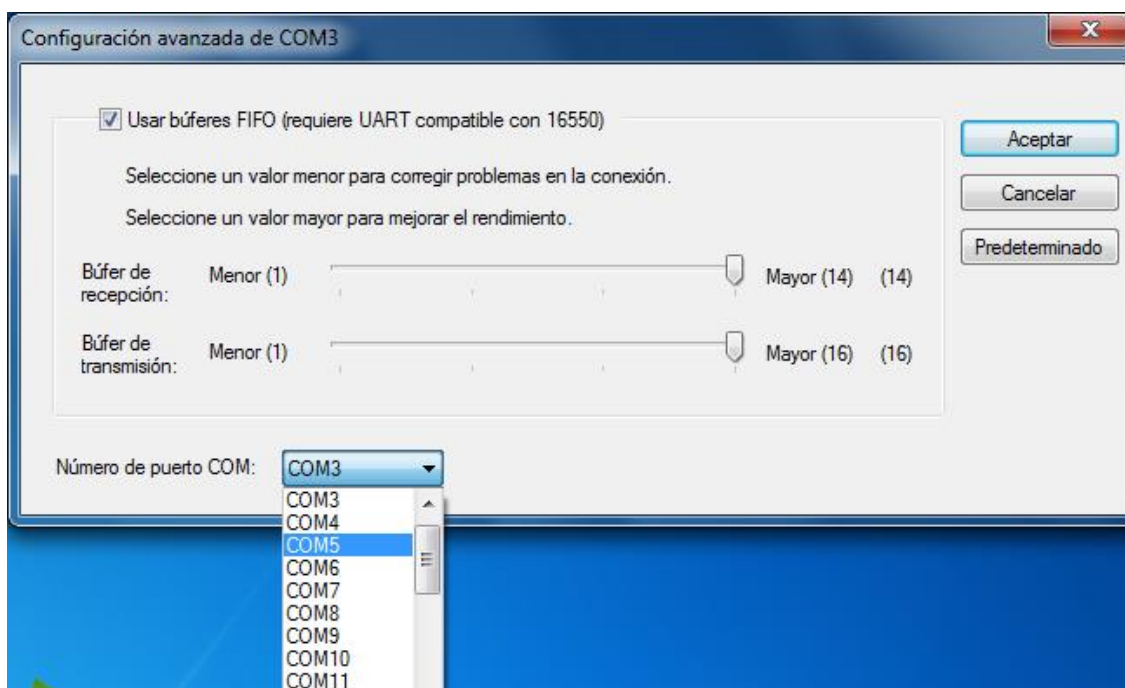 Configuración avanzada de COM3
Usar búferes FIFO (requiere UART compatible con 16550)
Aceptar
Seleccione un valor menor para corregir problemas en la conexión.
Cancelar
Seleccione un valor mayor para mejorar el rendimiento.
Predeterminado
Búfer de recepción:
Menor (1)
Mayor (14)
(14)
Búfer de transmisión:
Menor (1)
Mayor (16)
(16)
Número de puerto COM:
COM3
COM3
COM4
COM5
COM6
COM7
COM8
COM9
COM10
COM11